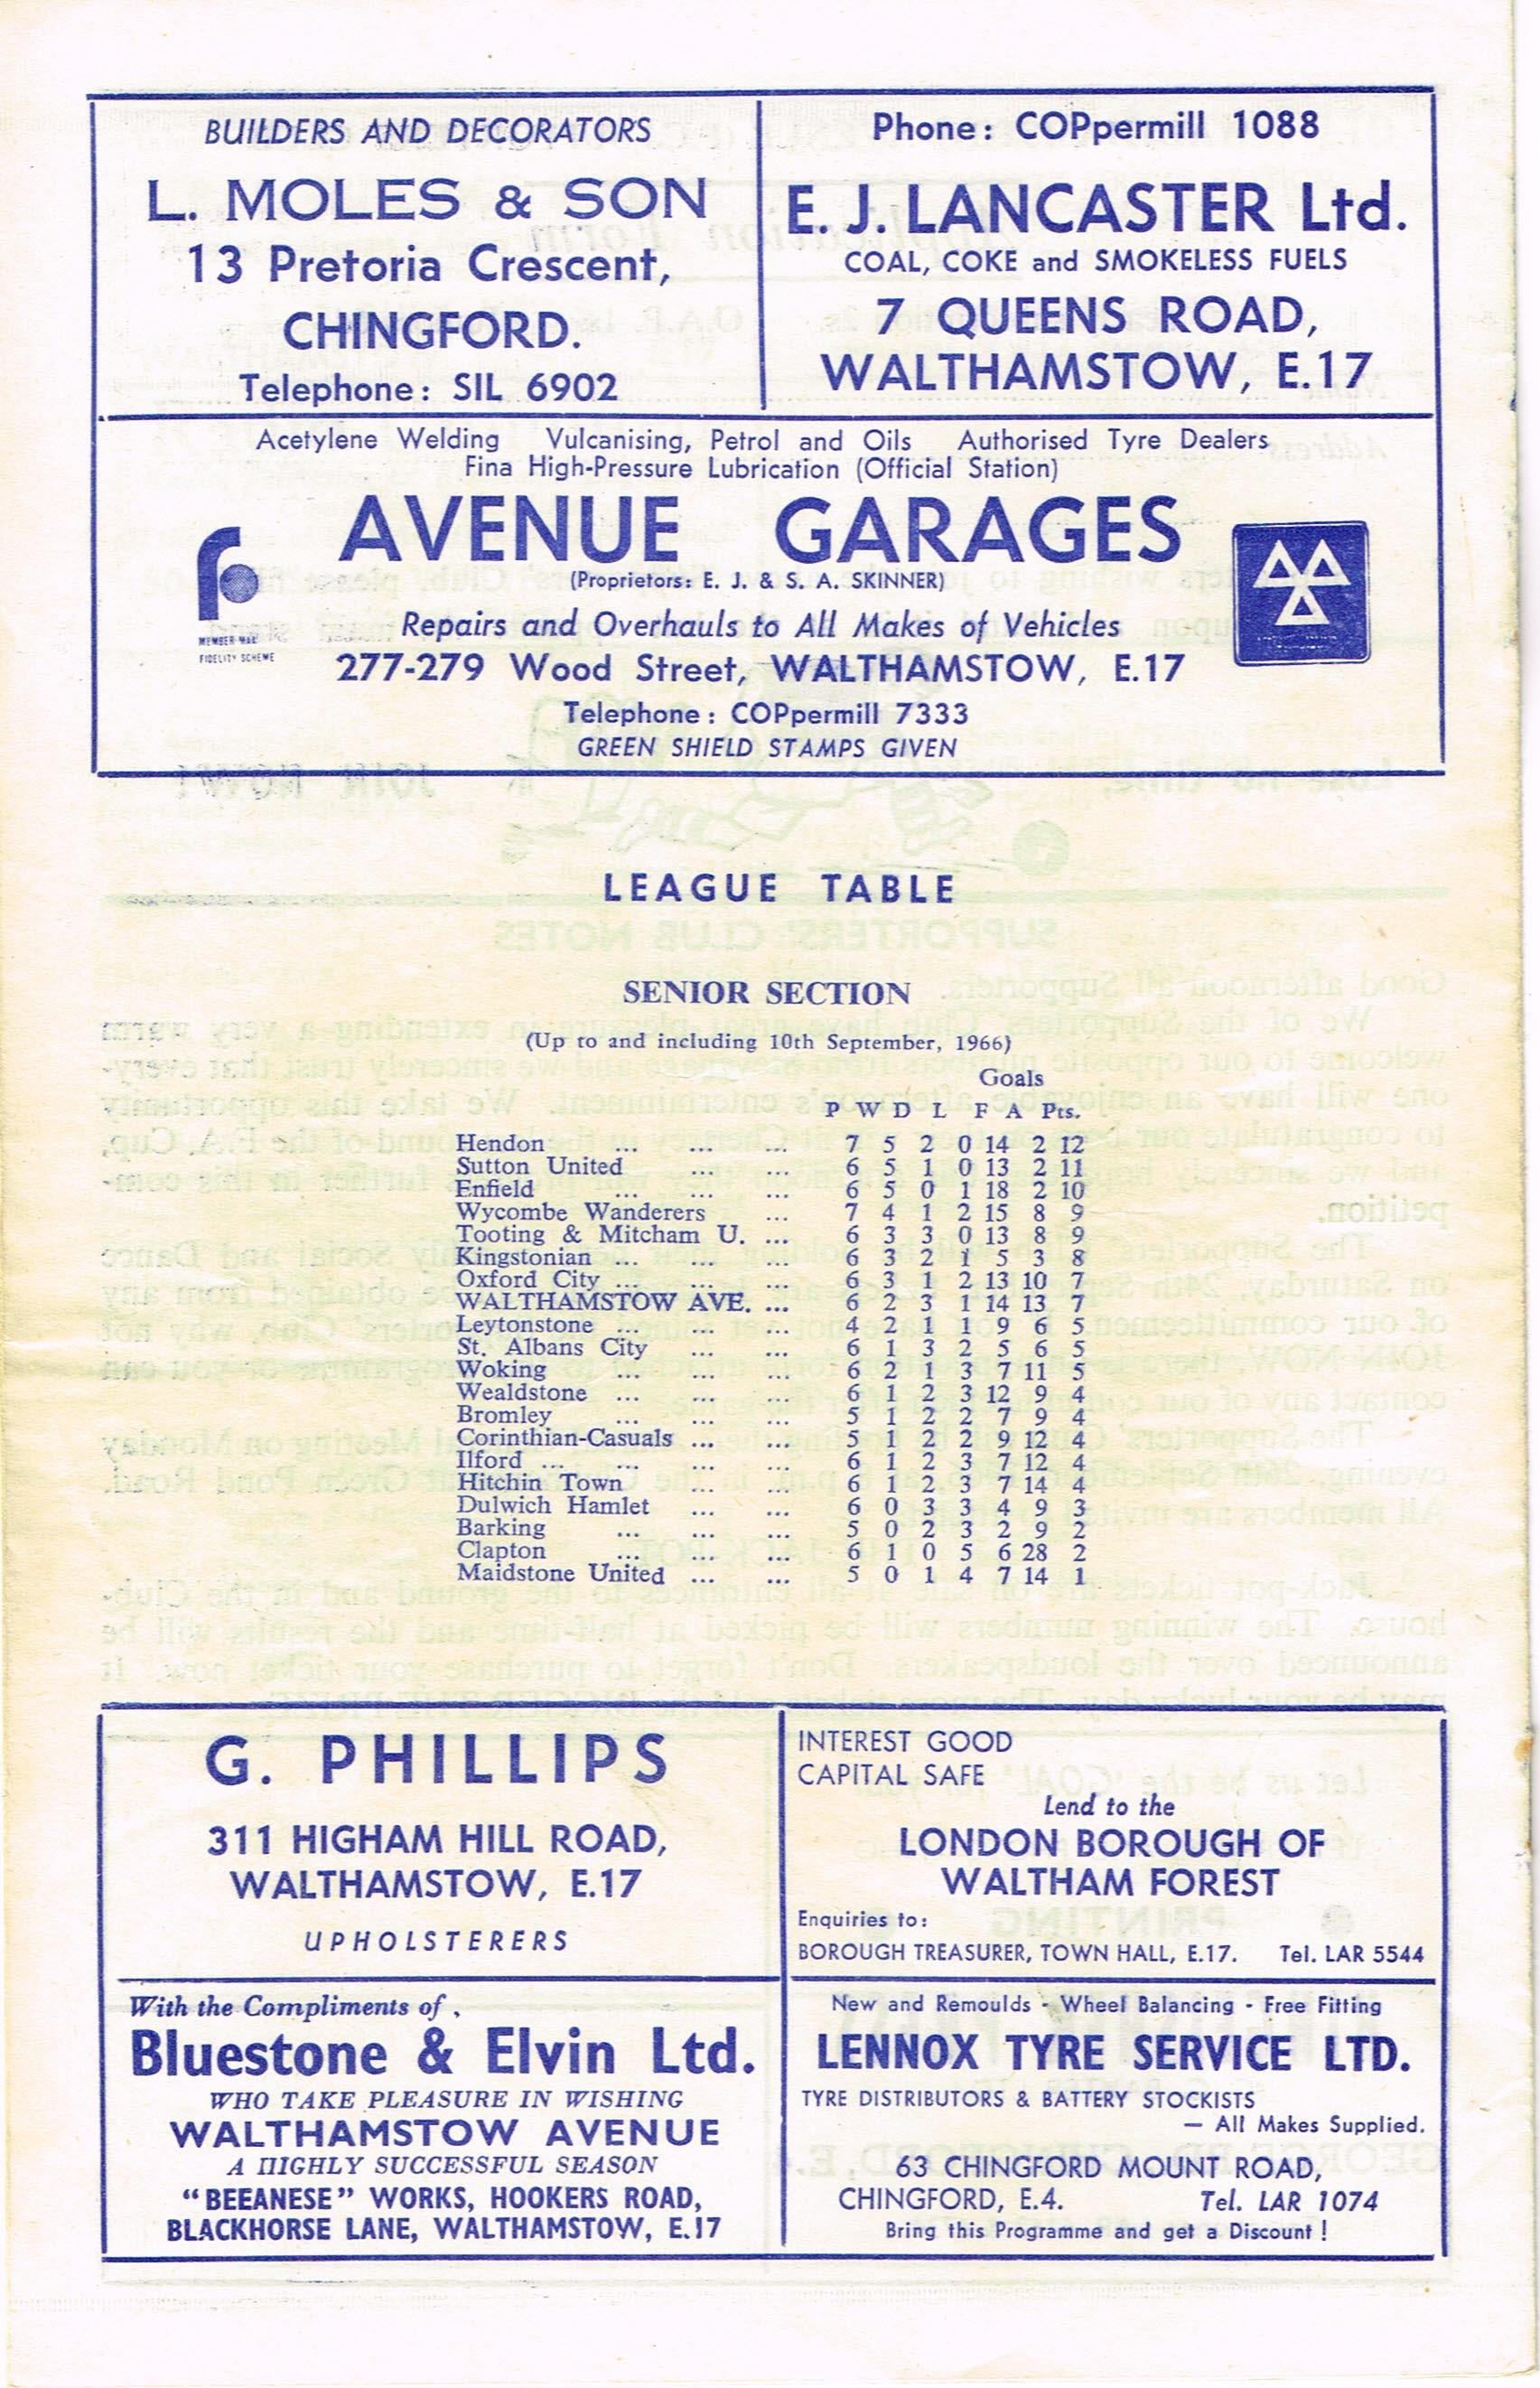 BUILDERS AND DECORATORS
L. MOLES & SON
13 Pretoria Crescent,
CHINGFORD.
Telephone: SIL 6902
Phone: COPpermill 1088
E. J. LANCASTER Ltd.
COAL, COKE and SMOKELESS FUELS
7 QUEENS ROAD,
WALTHAMSTOW, E.17
Acetylene Welding Vulcanising, Petrol and Oils Authorised Tyre Dealers
Fina High-Pressure Lubrication (Official Station)
AVENUE GARAGES
(Proprietors: E. J. & S. A. SKINNER)
MEMBER
FIDELITY SCHEME
Repairs and Overhauls to All Makes of Vehicles
277-279 Wood Street, WALTHAMSTOW, E.17
Telephone: COPpermill 7333
GREEN SHIELD STAMPS GIVEN
LEAGUE TABLE
SENIOR SECTION
(Up to and including 10th September, 1966)
Goals
P W D L F A Pts.
Hendon ... ... ... 7 5 2 0 14 2 12
Sutton United ... ... 6 5 1 0 13 2 11
Enfield ... ... ... 6 5 0 1 18 2 10
Wycombe Wanderers ... 7 4 1 2 15 8 9
Tooting & Mitcham U. ... 6 3 3 0 13 8 9
Kingstonian ... ... ... 6 3 2 1 5 3 8
Oxford City ... ... ... 6 3 1 2 13 10 7
WALTHAMSTOW AVE. ... 6 2 3 1 14 13 7
Leytonstone ... ... ... 4 2 1 1 9 6 5
St. Albans City ... ... 6 1 3 2 5 6 5
Woking ... ... ... 6 2 1 3 7 11 5
Wealdstone ... ... ... 6 1 2 3 12 9 4
Bromley ... ... ... 5 1 2 2 7 9 4
Corinthian-Casuals ... ... 5 1 2 2 9 12 4
Ilford ... ... ... ... 6 1 2 3 7 12 4
Hitchin Town ... ... 6 1 2 3 7 14 4
Dulwich Hamlet ... ... 6 0 3 3 4 9 3
Barking ... ... ... 5 0 2 3 2 9 2
Clapton ... ... ... 6 1 0 5 6 28 2
Maidstone United ... ... 5 0 1 4 7 14 1
G. PHILLIPS
311 HIGHAM HILL ROAD,
WALTHAMSTOW, E.17
UPHOLSTERERS
INTEREST GOOD
CAPITAL SAFE
Lend to the
LONDON BOROUGH OF
WALTHAM FOREST
Enquiries to:
BOROUGH TREASURER, TOWN HALL, E.17. Tel. LAR 5544
With the Compliments of .
Bluestone & Elvin Ltd.
WHO TAKE PLEASURE IN WISHING
WALTHAMSTOW AVENUE
A HIGHLY SUCCESSFUL SEASON
"BEEANESE" WORKS, HOOKERS ROAD,
BLACKHORSE LANE, WALTHAMSTOW, E.17
New and Remoulds - Wheel Balancing - Free Fitting
LENNOX TYRE SERVICE LTD.
TYRE DISTRIBUTORS & BATTERY STOCKISTS
— All Makes Supplied.
63 CHINGFORD MOUNT ROAD,
CHINGFORD, E.4. Tel. LAR 1074
Bring this Programme and get a Discount!